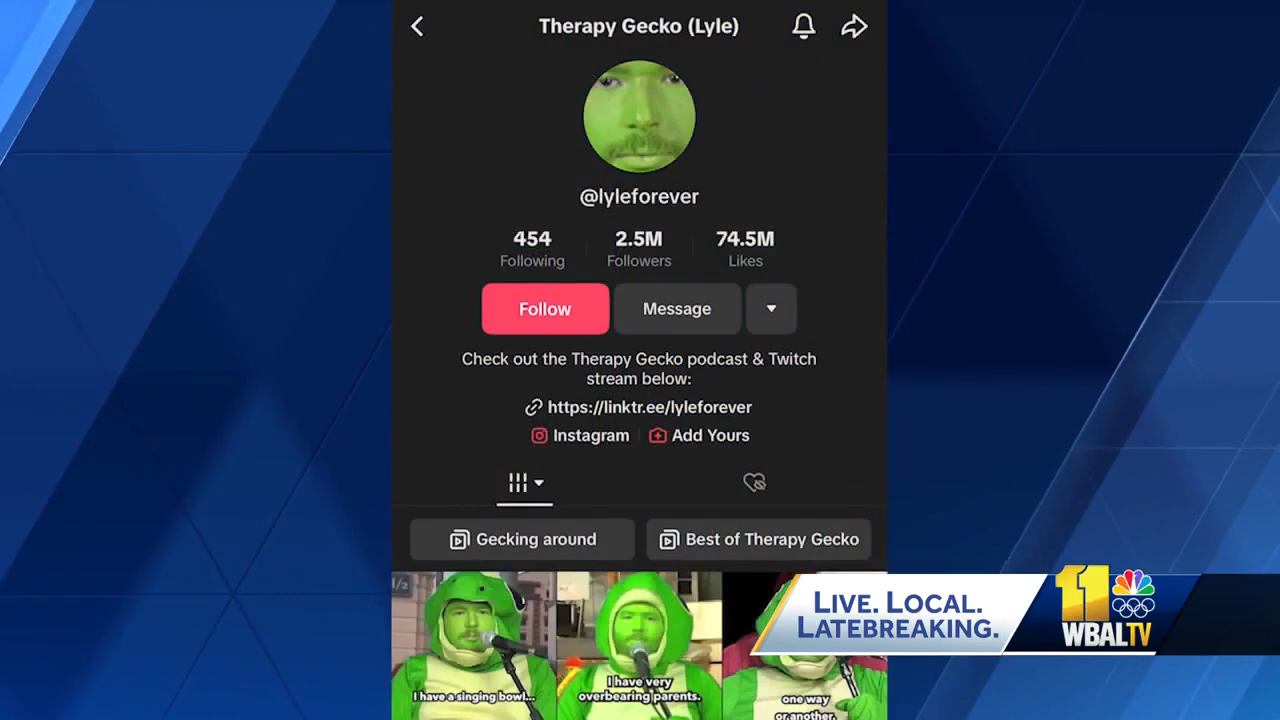 Therapy Gecko (Lyle)
@lyleforever
454
2.5M
74.5M
Following
Followers
Likes
Follow
Message
Check out the Therapy Gecko podcast & Twitch
stream below:
https://linktr.ee/lyleforever
Instagram
Add Yours
Gecking around
Best of Therapy Gecko
1/2
I have a singing bowl...
I have very
overbearing parents.
one way
or another.
LIVE. LOCAL.
LATEBREAKING.
11
WBALTV